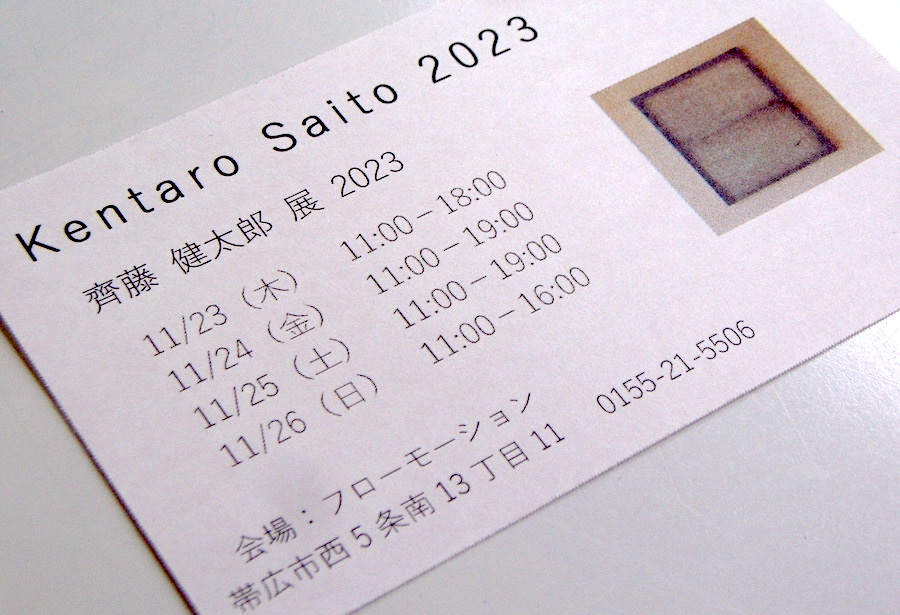 Kentaro Saito 2023
齊藤 健太郎 展 2023
11/23（木） 11:00－18:00
11/24（金） 11:00－19:00
11/25（土） 11:00－19:00
11/26（日） 11:00－16:00
会場：フローモーション 0155-21-5506
帯広市西5条南13丁目11